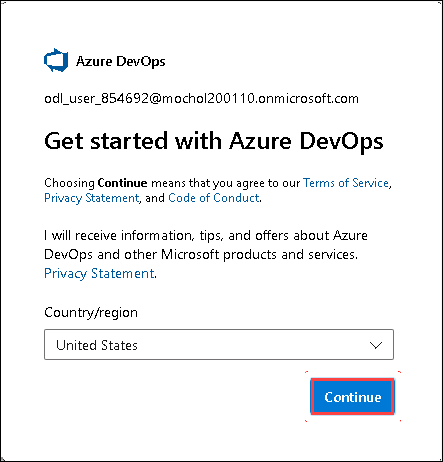 Azure DevOps
odl_user_854692@mochol200110.onmicrosoft.com
Get started with Azure DevOps
Choosing Continue means that you agree to our Terms of Service,
Privacy Statement, and Code of Conduct.
I will receive information, tips, and offers about Azure
DevOps and other Microsoft products and services.
Privacy Statement.
Country/region
United States
Continue